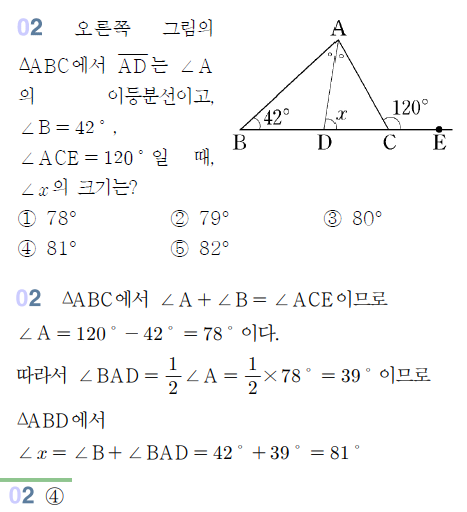 02 오른쪽 그림의
△ABC에서 \overline{AD}는 ∠A
의 이등분선이고,
∠B=42°,
∠ACE=120°일 때,
∠x의 크기는?
A
42°
x
120°
B D C E
① 78° ② 79° ③ 80°
④ 81° ⑤ 82°
02 △ABC에서 ∠A+∠B=∠ACE이므로
∠A=120°-42°=78°이다.
따라서 ∠BAD=\frac{1}{2}∠A=\frac{1}{2}×78°=39°이므로
△ABD에서
∠x=∠B+∠BAD=42°+39°=81°
02 ④